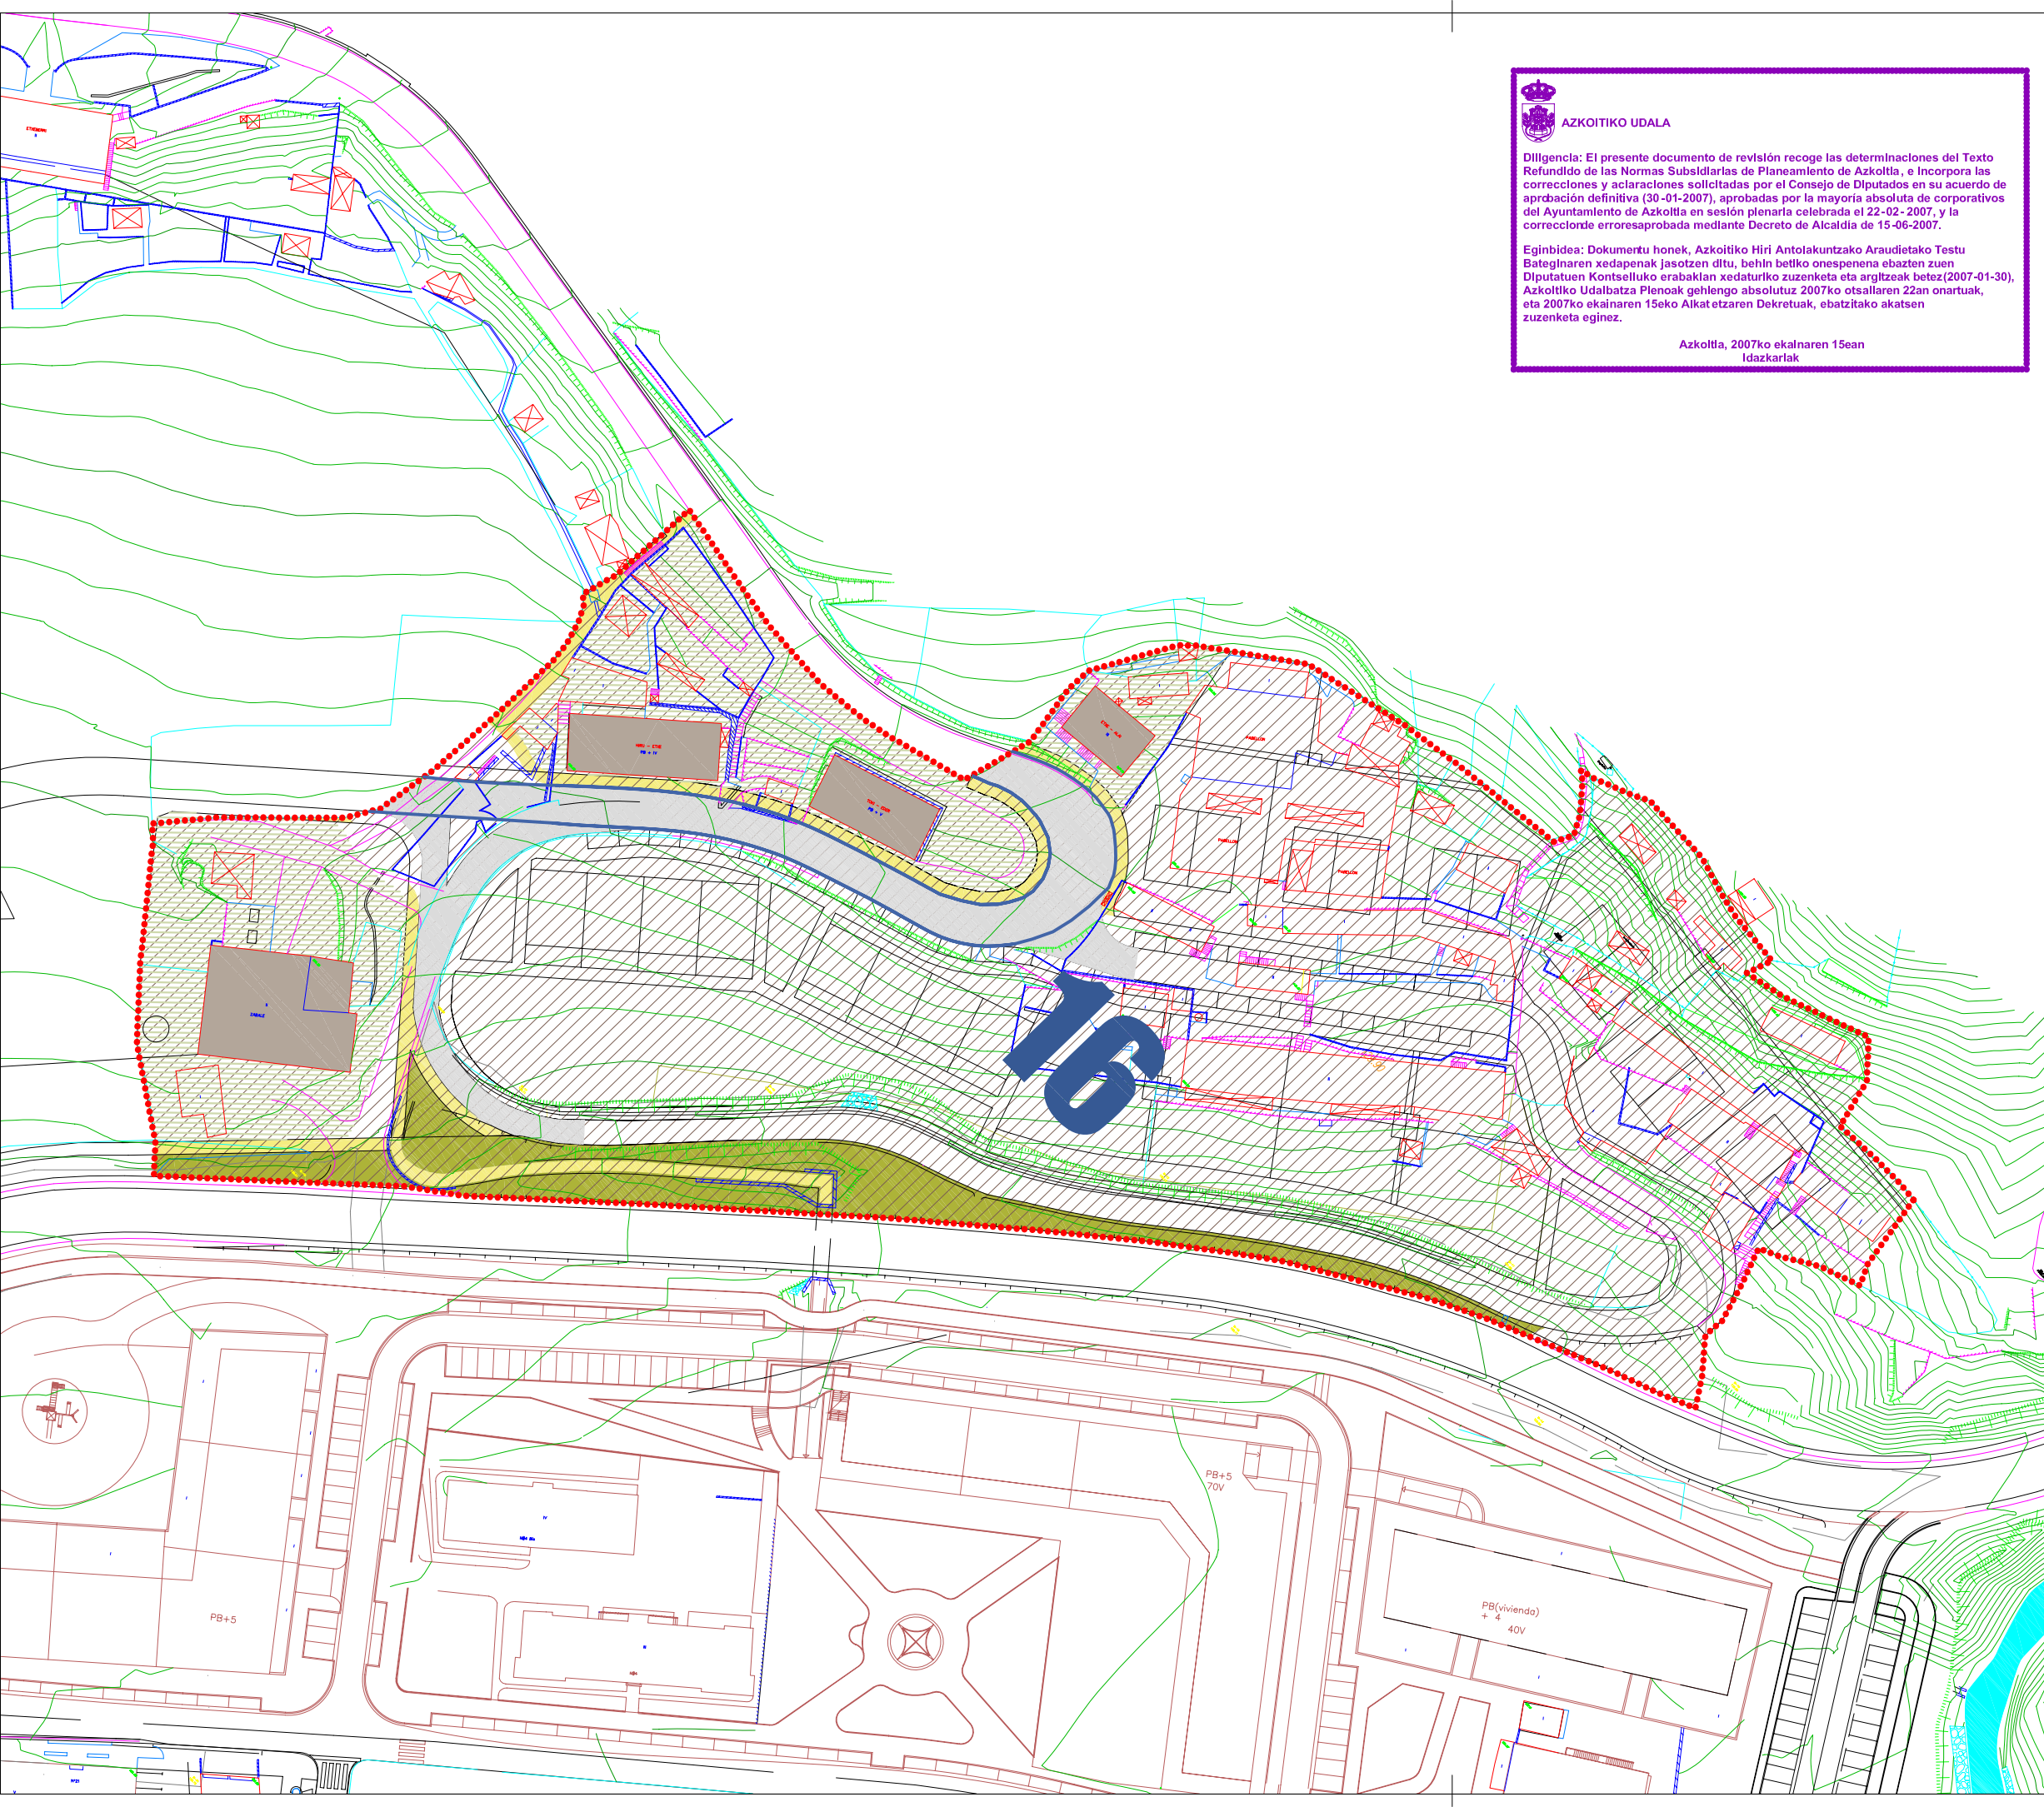 AZKOITIKO UDALA
Diligencia: El presente documento de revisión recoge las determinaciones del Texto
Refundido de las Normas Subsidiarias de Planeamiento de Azkoitia, e incorpora las
correcciones y aclaraciones solicitadas por el Consejo de Diputados en su acuerdo de
aprobación definitiva (30-01-2007), aprobadas por la mayoría absoluta de corporativos
del Ayuntamiento de Azkoitia en sesión plenaria celebrada el 22-02-2007, y la
correcciónde erroresaprobada mediante Decreto de Alcaldia de 15-06-2007.
Eginbidea: Dokumentu honek, Azkoitiko Hiri Antolakuntzako Araudietako Testu
Bateginaren xedapenak jasotzen ditu, behin betiko onespenena ebazten zuen
Diputatuen Kontseiluko erabakian xedaturiko zuzenketa eta argitzeak betez(2007-01-30),
Azkoitiko Udalbatza Plenoak gehiengo absolutuz 2007ko otsailaren 22an onartuak,
eta 2007ko ekainaren 15eko Alkatetzaren Dekretuak, ebatzitako akatsen
zuzenketa eginez.
Azkoitia, 2007ko ekainaren 15ean
Idazkariak
PABELLON
PABELLON
PABELLON
ZABALE
16
PB+5
70V
PB+5
PB(vivienda)
+ 4
40V